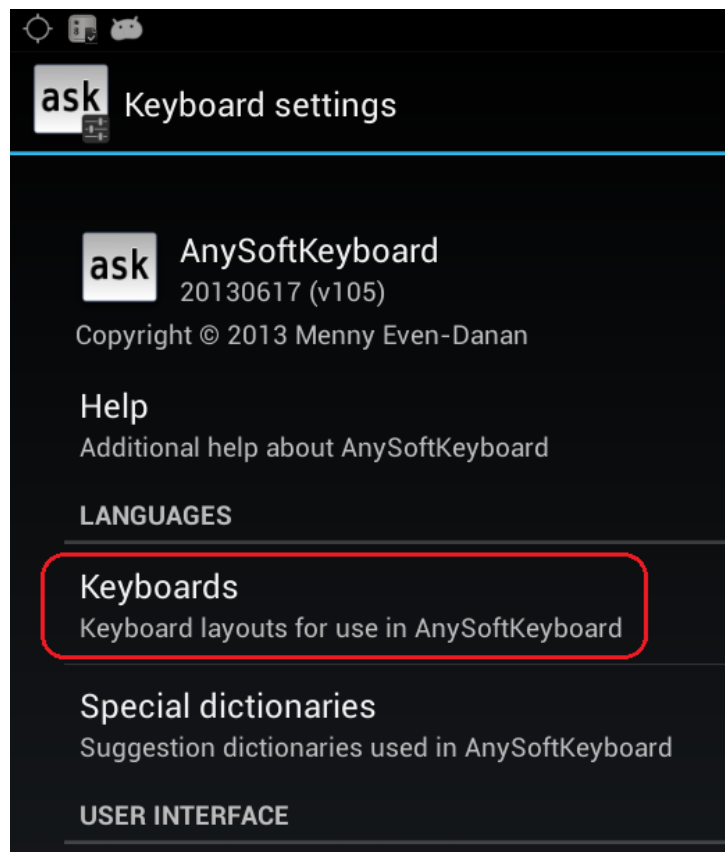 ask
Keyboard settings
ask
AnySoftKeyboard
20130617 (v105)
Copyright © 2013 Menny Even-Danan
Help
Additional help about AnySoftKeyboard
LANGUAGES
Keyboards
Keyboard layouts for use in AnySoftKeyboard
Special dictionaries
Suggestion dictionaries used in AnySoftKeyboard
USER INTERFACE